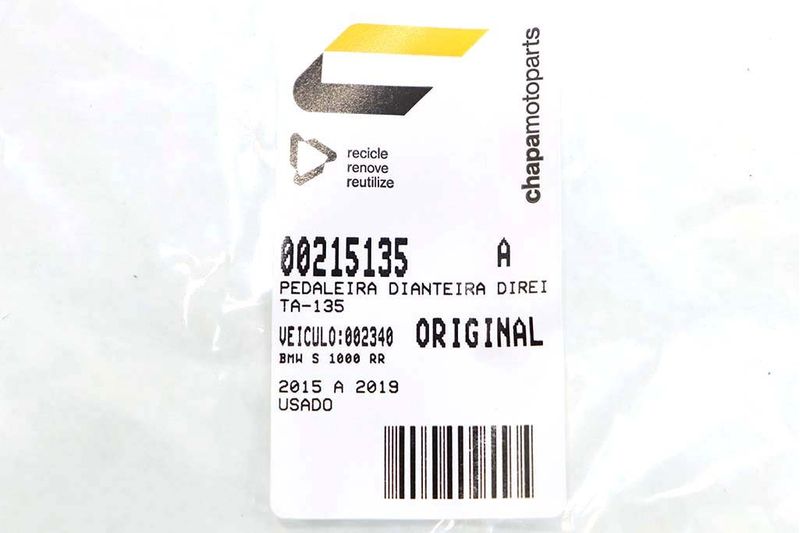 chapamotoparts
recicle
renove
reutilize
00215135 A
PEDALEIRA DIANTEIRA DIREI
TA-135
VEICULO:002340 ORIGINAL
BMW S 1000 RR
2015 A 2019
USADO